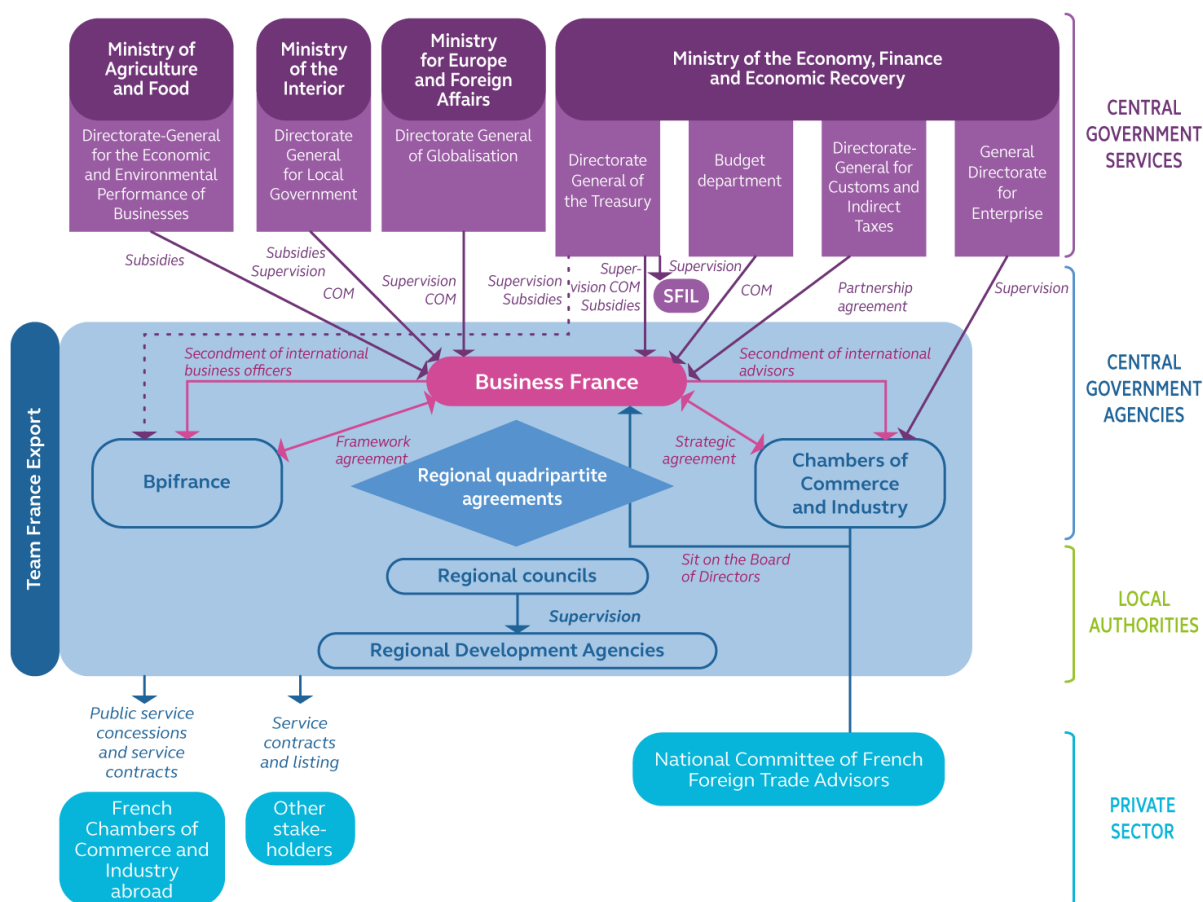 Ministry of
Agriculture
and Food
Ministry
of the
Interior
Ministry
for Europe
and Foreign
Affairs
Ministry of the Economy, Finance
and Economic Recovery
CENTRAL
GOVERNMENT
SERVICES
Directorate-General
for the Economic
and Environmental
Performance of
Businesses
Directorate
General
for Local
Government
Directorate General
of Globalisation
Directorate
General of
the Treasury
Budget
department
Directorate-
General for
Customs and
Indirect
Taxes
General
Directorate
for
Enterprise
Subsidies
Subsidies
Supervision
COM
Supervision
COM
Supervision
Subsidies
Super-
vision COM
Subsidies
Supervision
SFIL
COM
Partnership
agreement
Supervision
Team France Export
Secondment of international
business officers
Business France
Secondment of international
advisors
CENTRAL
GOVERNMENT
AGENCIES
Bpifrance
Framework
agreement
Regional quadripartite
agreements
Strategic
agreement
Chambers of
Commerce
and Industry
Sit on the Board
of Directors
Regional councils
Supervision
Regional Development Agencies
LOCAL
AUTHORITIES
Public service
concessions
and service
contracts
Service
contracts
and listing
French
Chambers of
Commerce and
Industry
abroad
Other
stake-
holders
National Committee of French
Foreign Trade Advisors
PRIVATE
SECTOR